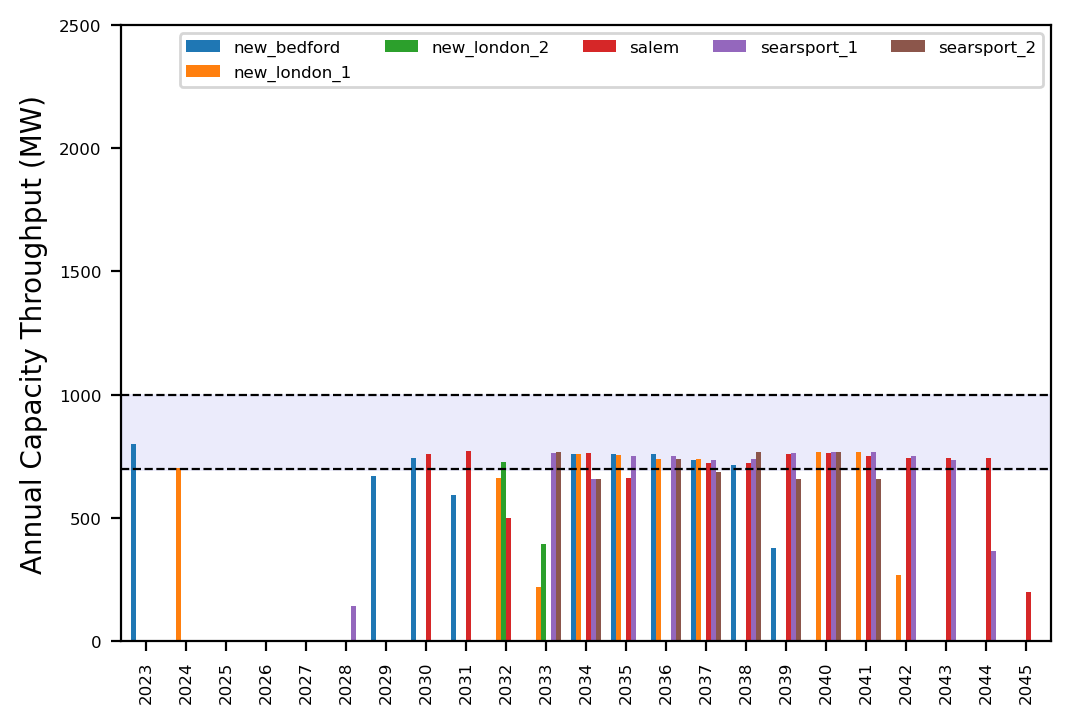 2500
new_bedford new_london_2 salem searsport_1 searsport_2
new_london_1
2000
1500
1000
500
0
Annual Capacity Throughput (MW)
2023 2024 2025 2026 2027 2028 2029 2030 2031 2032 2033 2034 2035 2036 2037 2038 2039 2040 2041 2042 2043 2044 2045